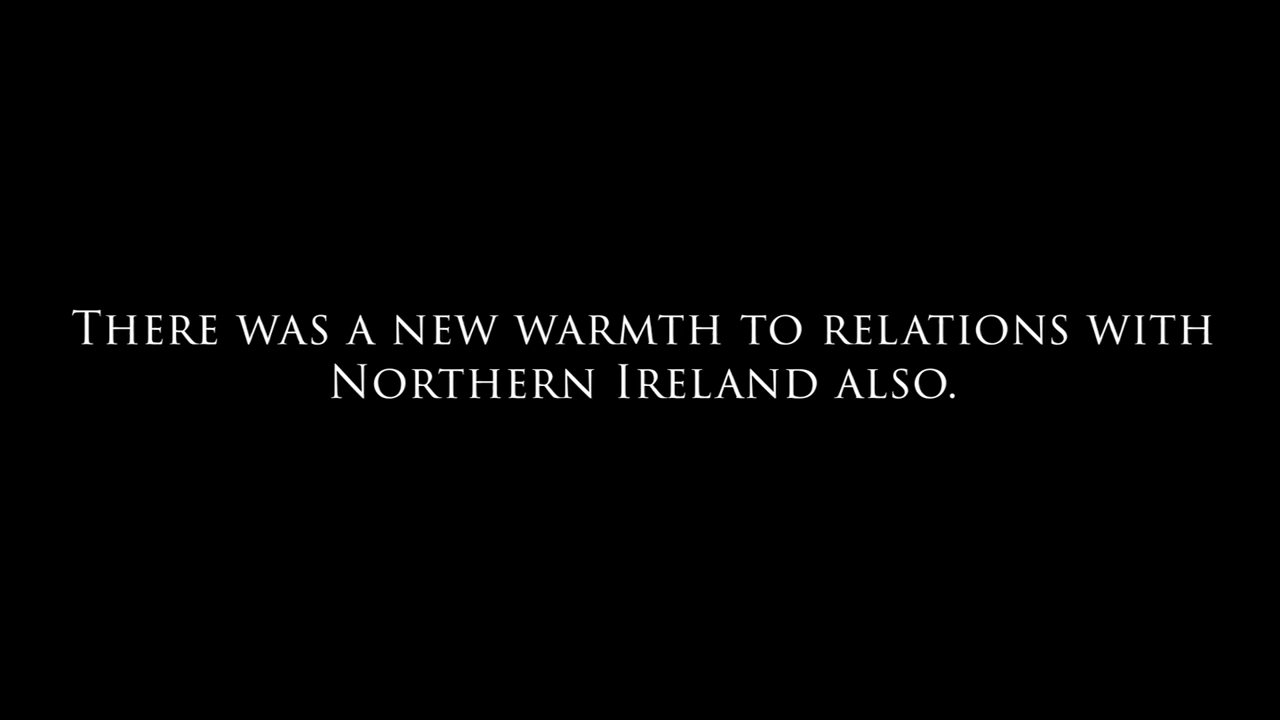 There was a new warmth to relations with
Northern Ireland also.